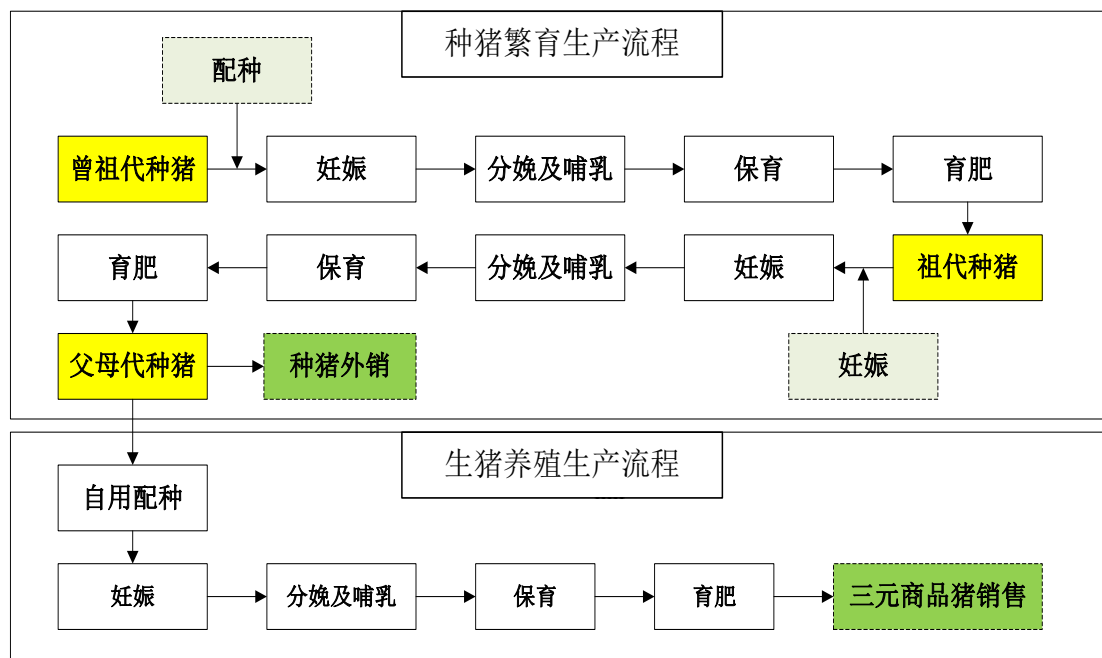 种猪繁育生产流程
配种
曾祖代种猪
妊娠
分娩及哺乳
保育
育肥
育肥
保育
分娩及哺乳
妊娠
祖代种猪
父母代种猪
种猪外销
妊娠
生猪养殖生产流程
自用配种
妊娠
分娩及哺乳
保育
育肥
三元商品猪销售